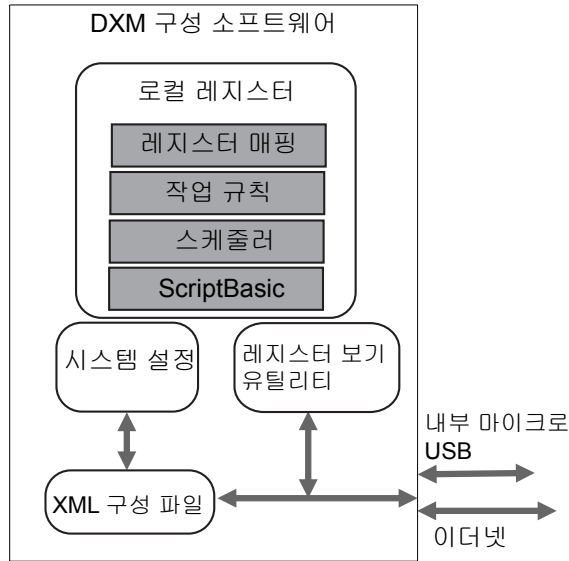 DXM 구성 소프트웨어
로컬 레지스터
레지스터 매핑
작업 규칙
스케줄러
ScriptBasic
시스템 설정
레지스터 보기
유틸리티
내부 마이크로
USB
XML 구성 파일
이더넷